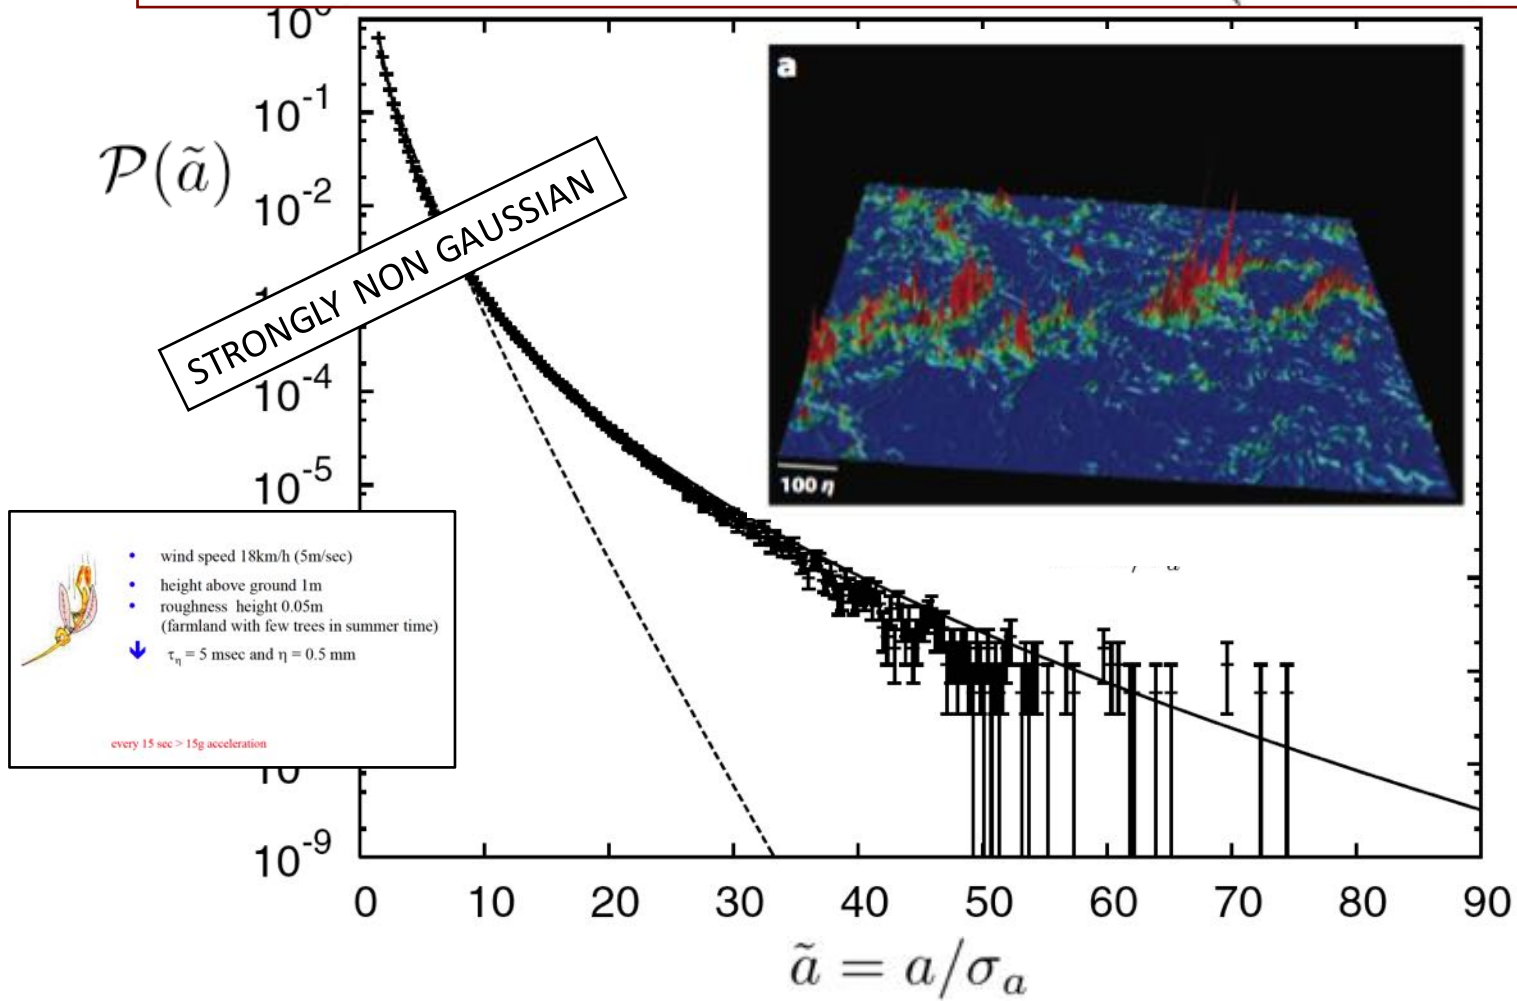 10⁰
10⁻¹
P(ã)
10⁻²
STRONGLY NON GAUSSIAN
10⁻⁴
10⁻⁵
10⁻⁹
a
100 η
• wind speed 18km/h (5m/sec)
• height above ground 1m
• roughness height 0.05m
(farmland with few trees in summer time)
τη = 5 msec and η = 0.5 mm
every 15 sec > 15g acceleration
0 10 20 30 40 50 60 70 80 90
ã = a/σa